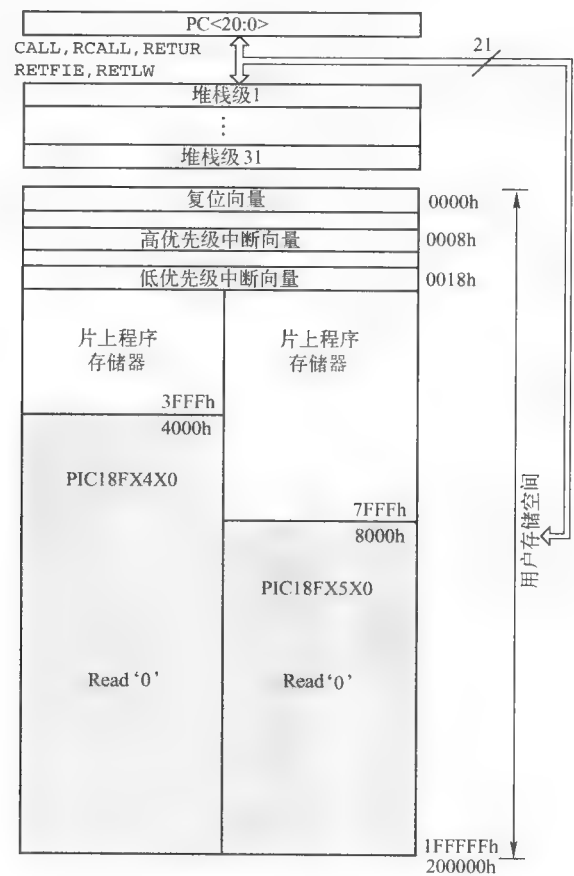 PC<20:0>
CALL,RCALL,RETUR
RETFIE,RETLW
21
堆栈级1
⋮
堆栈级31
复位向量
0000h
高优先级中断向量
0008h
低优先级中断向量
0018h
片上程序
存储器
片上程序
存储器
3FFFh
4000h
PIC18FX4X0
7FFFh
8000h
PIC18FX5X0
用户存储空间
Read‘0’
Read‘0’
1FFFFFh
200000h